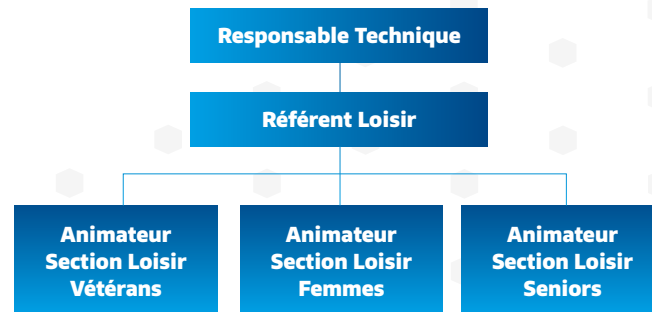 Responsable Technique
Référent Loisir
Animateur
Section Loisir
Vétérans
Animateur
Section Loisir
Femmes
Animateur
Section Loisir
Seniors